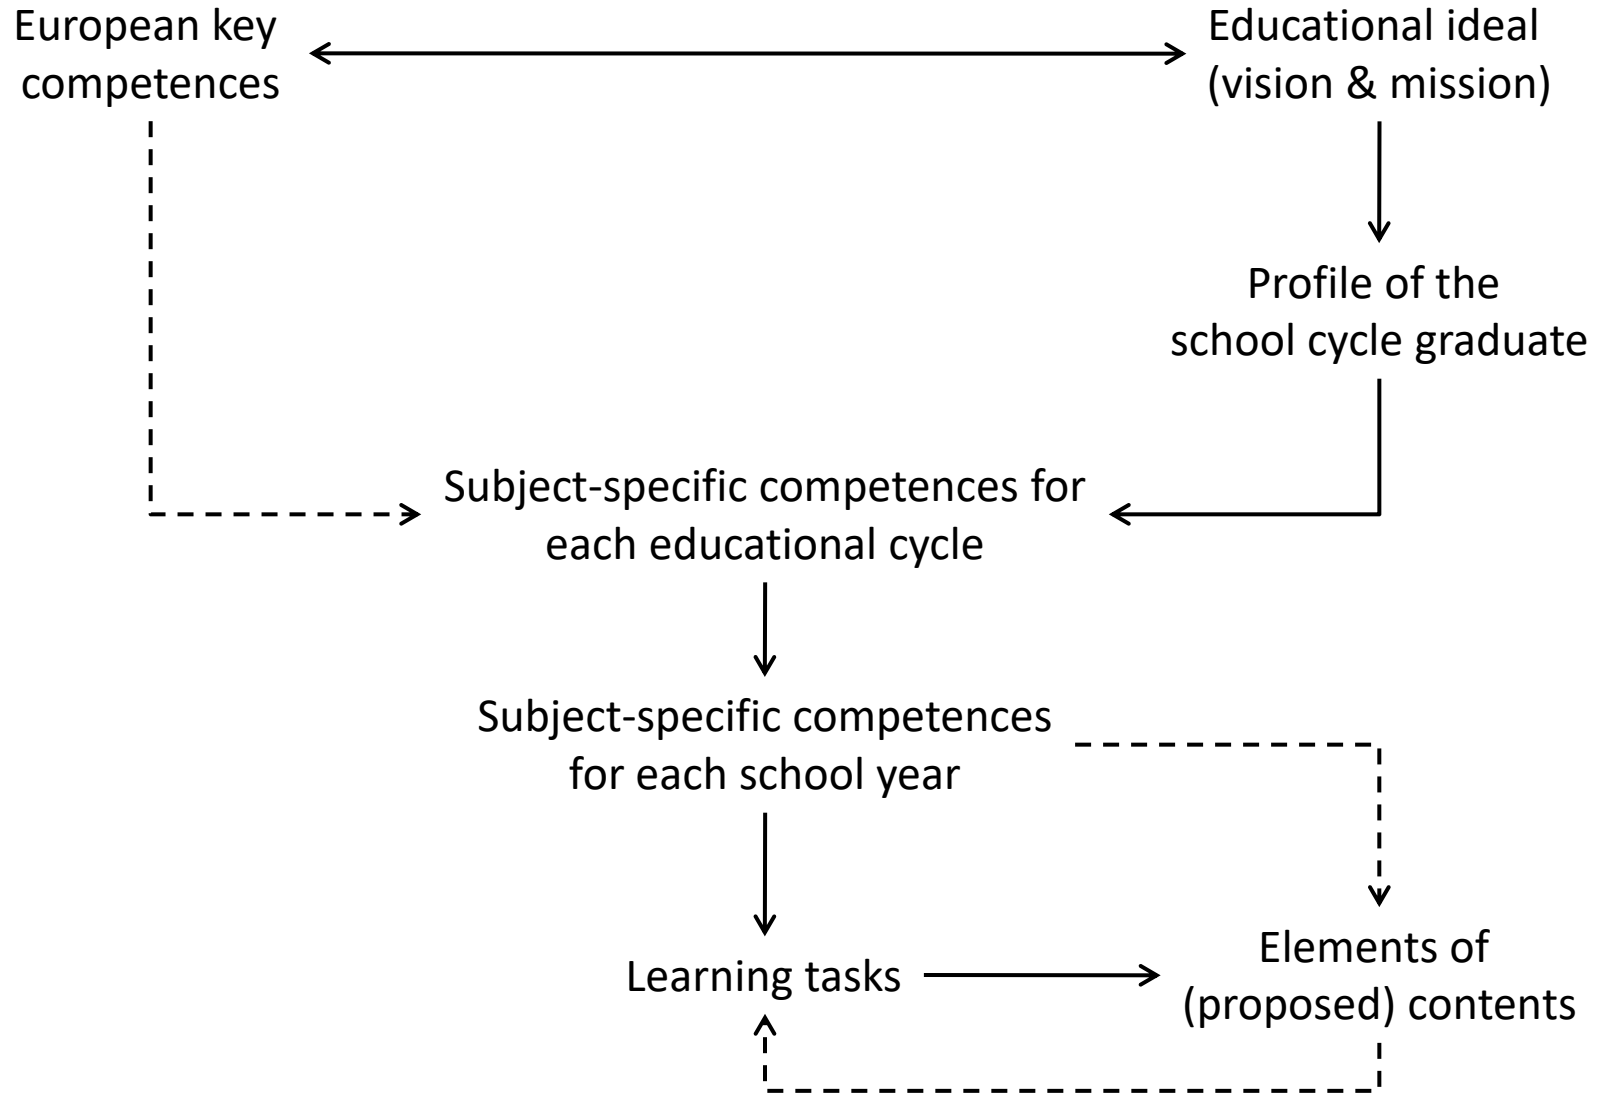 European key
competences
Educational ideal
(vision & mission)
Profile of the
school cycle graduate
Subject-specific competences for
each educational cycle
Subject-specific competences
for each school year
Learning tasks
Elements of
(proposed) contents